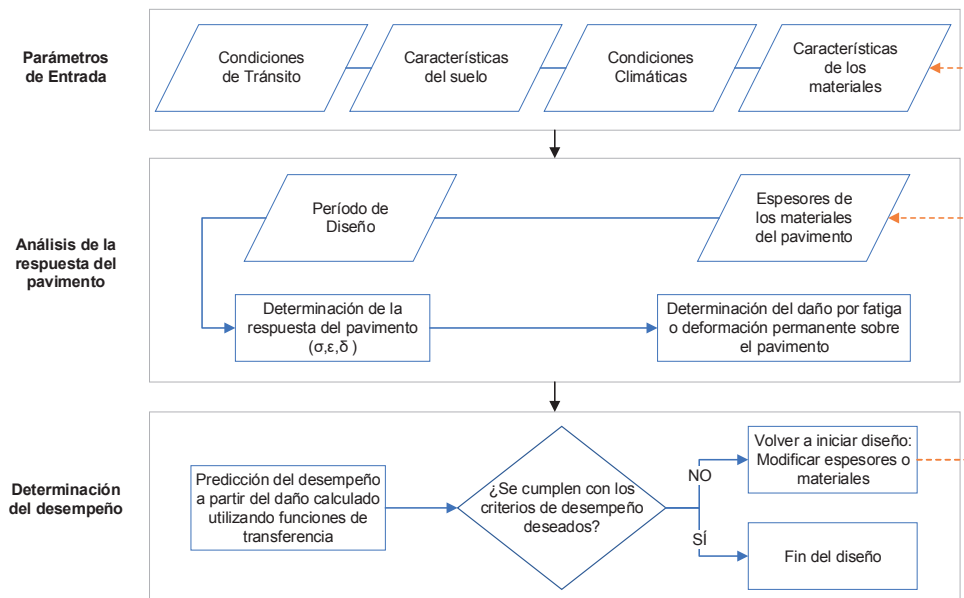 Parámetros
de Entrada
Condiciones
de Tránsito
Características
del suelo
Condiciones
Climáticas
Características
de los
materiales
Análisis de la
respuesta del
pavimento
Período de
Diseño
Espesores de
los materiales
del pavimento
Determinación de la
respuesta del pavimento
(σ,ε,δ )
Determinación del daño por fatiga
o deformación permanente sobre
el pavimento
Determinación
del desempeño
Predicción del desempeño
a partir del daño calculado
utilizando funciones de
transferencia
¿Se cumplen con los
criterios de desempeño
deseados?
NO
Volver a iniciar diseño:
Modificar espesores o
materiales
SÍ
Fin del diseño